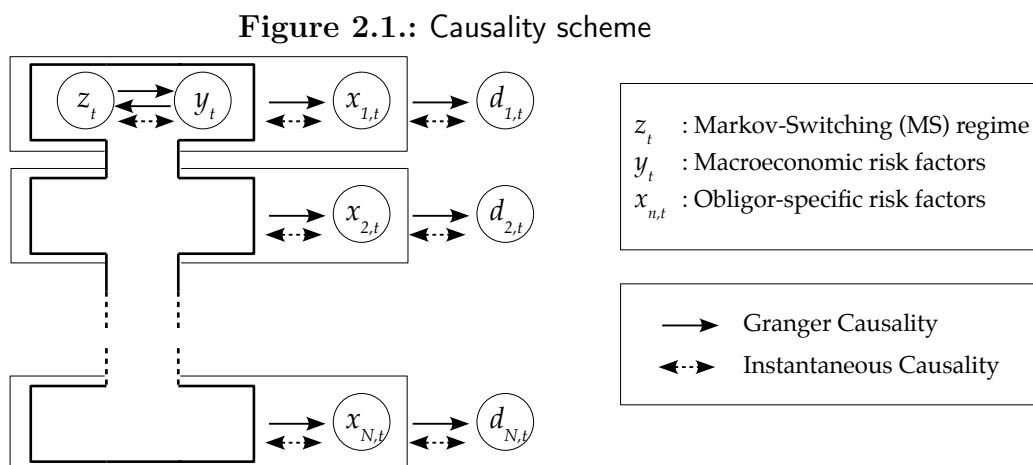 Figure 2.1.: Causality scheme
z_t y_t x_{1,t} d_{1,t}
x_{2,t} d_{2,t}
x_{N,t} d_{N,t}
z_t : Markov-Switching (MS) regime
y_t : Macroeconomic risk factors
x_{n,t} : Obligor-specific risk factors
Granger Causality
Instantaneous Causality